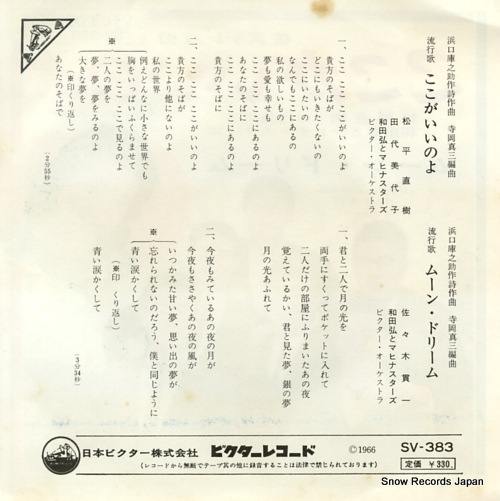 浜口庫之助作詩作曲　寺岡真三編曲
流行歌　ここがいいのよ
松平直樹
田代美代子
和田弘とマヒナスターズ
ビクター・オーケストラ
一、ここ ここ ここがいいのよ
貴方のそばが
どこにもいきたくないの
ここにいたいの
なんでもここにあるの
私の欲しいもの
夢も愛も幸せも
あなたのそばに
ここ ここ ここにあるのよ
ここ ここ ここにあるのよ
貴方のそばに
二、ここ ここ ここがいいのよ
貴方のそばが
ここより他にないのよ
私の世界
例えどんなに小さな世界でも
胸をいっぱいふくらませて
※
ここ ここ ここで見るのよ
二人の夢を
夢、夢、夢をみるのよ
大きな夢を
（※印くり返し）
あなたのそばで
（2分55秒）
浜口庫之助作詩作曲　寺岡真三編曲
流行歌　ムーン・ドリーム
佐々木貫一
和田弘とマヒナスターズ
ビクター・オーケストラ
一、君と二人で月の光を
両手にすくってポケットに入れて
二人だけの部屋にふりまいたあの夜
覚えているかい、君と見た夢、銀の夢
月の光あふれて
二、今夜もみているあの夜の月が
今夜もささやくあの夜の風が
※
いつかみた甘い夢、思い出の夢が
忘れられないのだろう、僕と同じように
青い涙かくして
（※印 くり返し）
青い涙かくして
（3分34秒）
日本ビクター株式会社　ビクターレコード　©1966　SV-383
（レコードから無断でテープ其の他に録音することは法律で禁じられております）　定価 ￥330.
Snow Records Japan